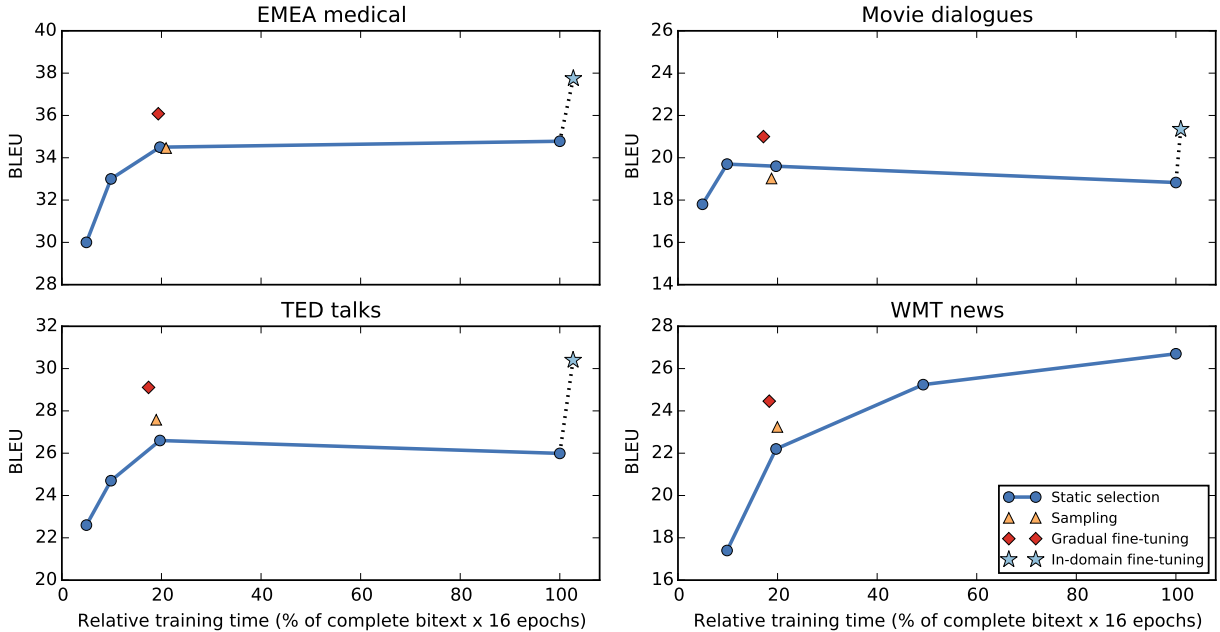 EMEA medical
BLEU
40
38
36
34
32
30
28
Movie dialogues
BLEU
26
24
22
20
18
16
14
TED talks
BLEU
32
30
28
26
24
22
20
0 20 40 60 80 100
Relative training time (% of complete bitext x 16 epochs)
WMT news
BLEU
28
26
24
22
20
18
16
0 20 40 60 80 100
Relative training time (% of complete bitext x 16 epochs)
Static selection
Sampling
Gradual fine-tuning
In-domain fine-tuning